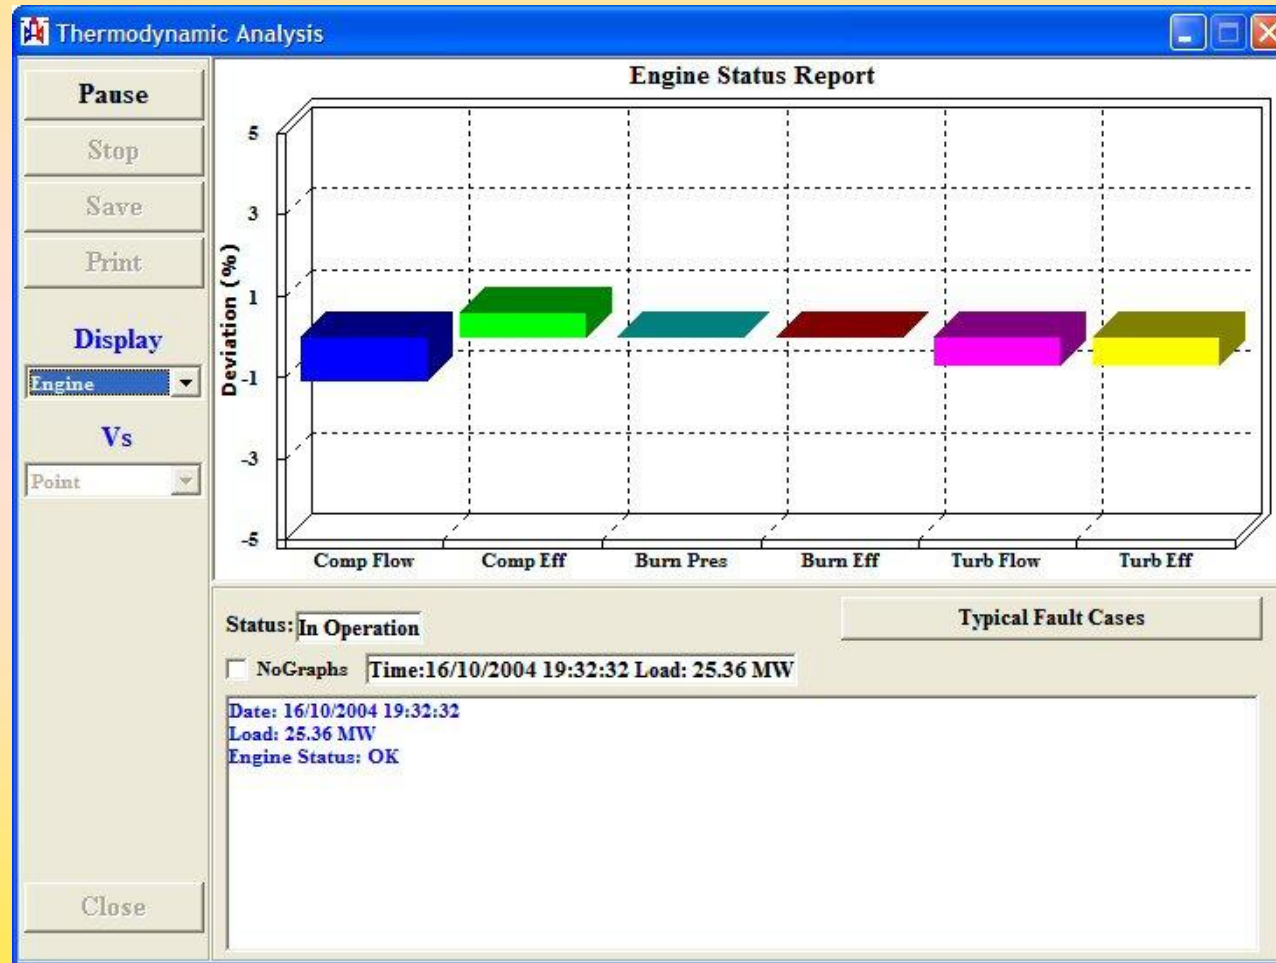 Thermodynamic Analysis
Pause
Stop
Save
Print
Display
Engine
Vs
Point
Close
Engine Status Report
Deviation (%)
5
3
1
-1
-3
-5
Comp Flow Comp Eff Burn Pres Burn Eff Turb Flow Turb Eff
Status: In Operation
Typical Fault Cases
NoGraphs Time:16/10/2004 19:32:32 Load: 25.36 MW
Date: 16/10/2004 19:32:32
Load: 25.36 MW
Engine Status: OK